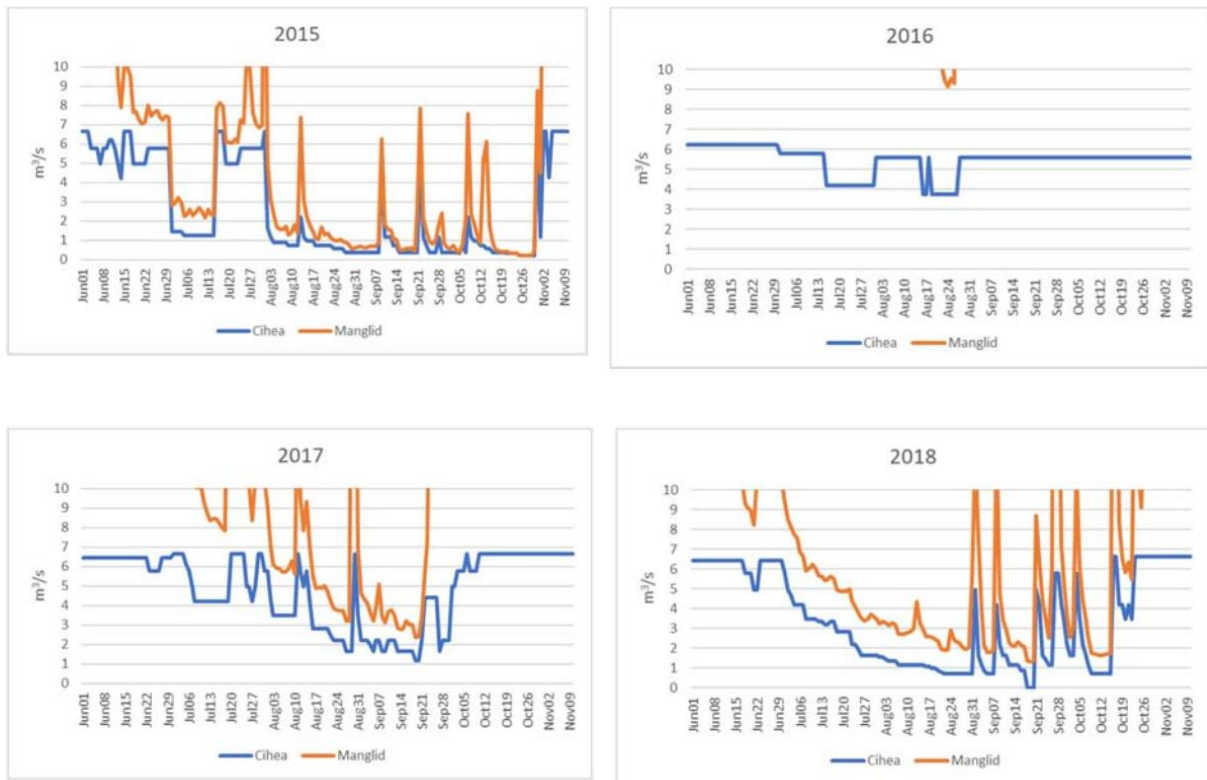 2015
m³/s
10
9
8
7
6
5
4
3
2
1
0
Jun01
Jun08
Jun15
Jun22
Jun29
Jul06
Jul13
Jul20
Jul27
Aug03
Aug10
Aug17
Aug24
Aug31
Sep07
Sep14
Sep21
Sep28
Oct05
Oct12
Oct19
Oct26
Nov02
Nov09
Cihea Manglid
2016
m³/s
10
9
8
7
6
5
4
3
2
1
0
Jun01
Jun08
Jun15
Jun22
Jun29
Jul06
Jul13
Jul20
Jul27
Aug03
Aug10
Aug17
Aug24
Aug31
Sep07
Sep14
Sep21
Sep28
Oct05
Oct12
Oct19
Oct26
Nov02
Nov09
Cihea Manglid
2017
m³/s
10
9
8
7
6
5
4
3
2
1
0
Jun01
Jun08
Jun15
Jun22
Jun29
Jul06
Jul13
Jul20
Jul27
Aug03
Aug10
Aug17
Aug24
Aug31
Sep07
Sep14
Sep21
Sep28
Oct05
Oct12
Oct19
Oct26
Nov02
Nov09
Cihea Manglid
2018
m³/s
10
9
8
7
6
5
4
3
2
1
0
Jun01
Jun08
Jun15
Jun22
Jun29
Jul06
Jul13
Jul20
Jul27
Aug03
Aug10
Aug17
Aug24
Aug31
Sep07
Sep14
Sep21
Sep28
Oct05
Oct12
Oct19
Oct26
Nov02
Nov09
Cihea Manglid